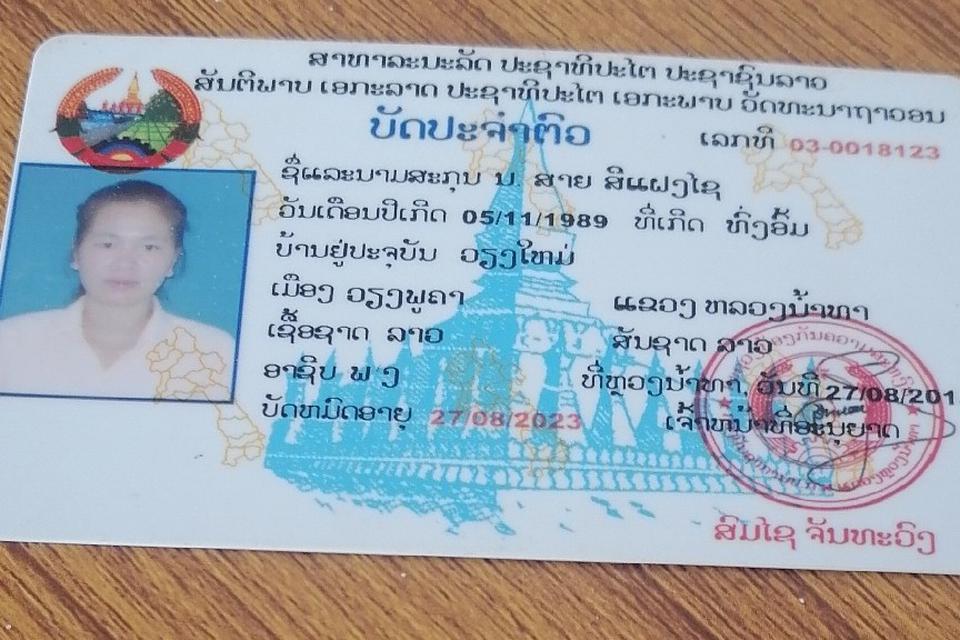 ສາທາລະນະລັດ ປະຊາທິປະໄຕ ປະຊາຊົນລາວ
ສັນຕິພາບ ເອກະລາດ ປະຊາທິປະໄຕ ເອກະພາບ ວັດທະນາຖາວອນ
ບັດປະຈຳຕົວ ເລກທີ 03-0018123
ຊື່ແລະນາມສະກຸນ ນ. ສາຍ ສີແຝງໄຊ
ວັນເດືອນປີເກີດ 05/11/1989 ທີ່ເກີດ ທົ່ງອິ້ມ
ບ້ານຢູ່ປະຈຸບັນ ວຽງໃຫມ່
ເມືອງ ວຽງພູຄາ ແຂວງ ຫລວງນ້ຳທາ
ເຊື້ອຊາດ ລາວ ສັນຊາດ ລາວ
ອາຊີບ ພ ງ ທີ່ຫຼວງນ້ຳທາ, ວັນທີ 27/08/201
ບັດຫມົດອາຍຸ 27/08/2023 ເຈົ້າຫນ້າທີ່ອະນຸຍາດ
ສົມໄຊ ຈັນທະວົງ